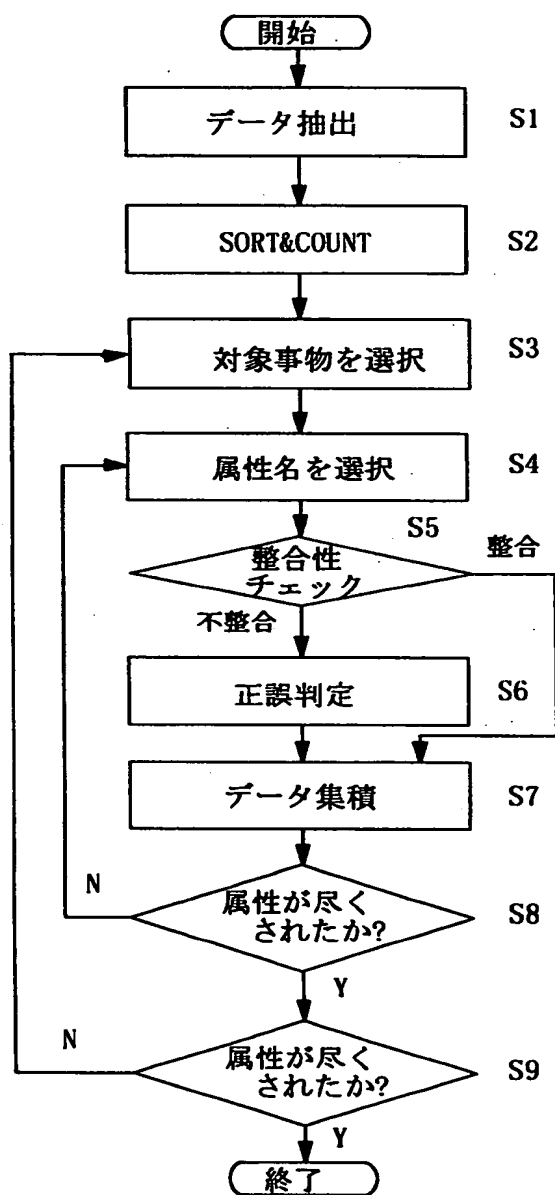 開始
データ抽出
S1
SORT&COUNT
S2
対象事物を選択
S3
属性名を選択
S4
S5
整合性
チェック
整合
不整合
正誤判定
S6
データ集積
S7
属性が尽く
されたか?
S8
N
Y
属性が尽く
されたか?
S9
N
Y
終了